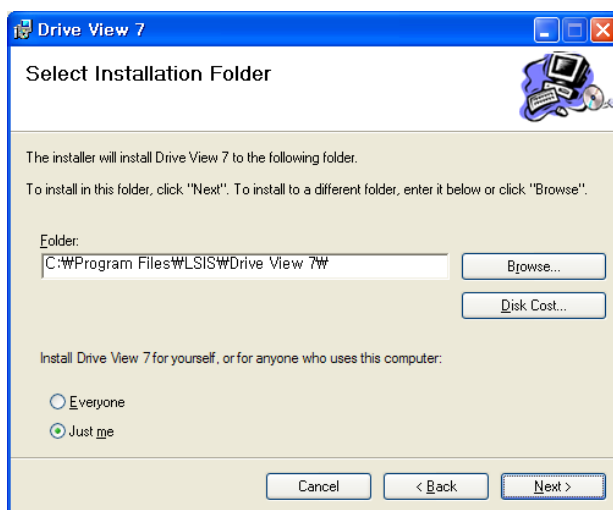 Drive View 7
Select Installation Folder
The installer will install Drive View 7 to the following folder.
To install in this folder, click "Next". To install to a different folder, enter it below or click "Browse".
Folder:
C:₩Program Files₩LSIS₩Drive View 7₩
Browse...
Disk Cost...
Install Drive View 7 for yourself, or for anyone who uses this computer:
Everyone
Just me
Cancel
< Back
Next >